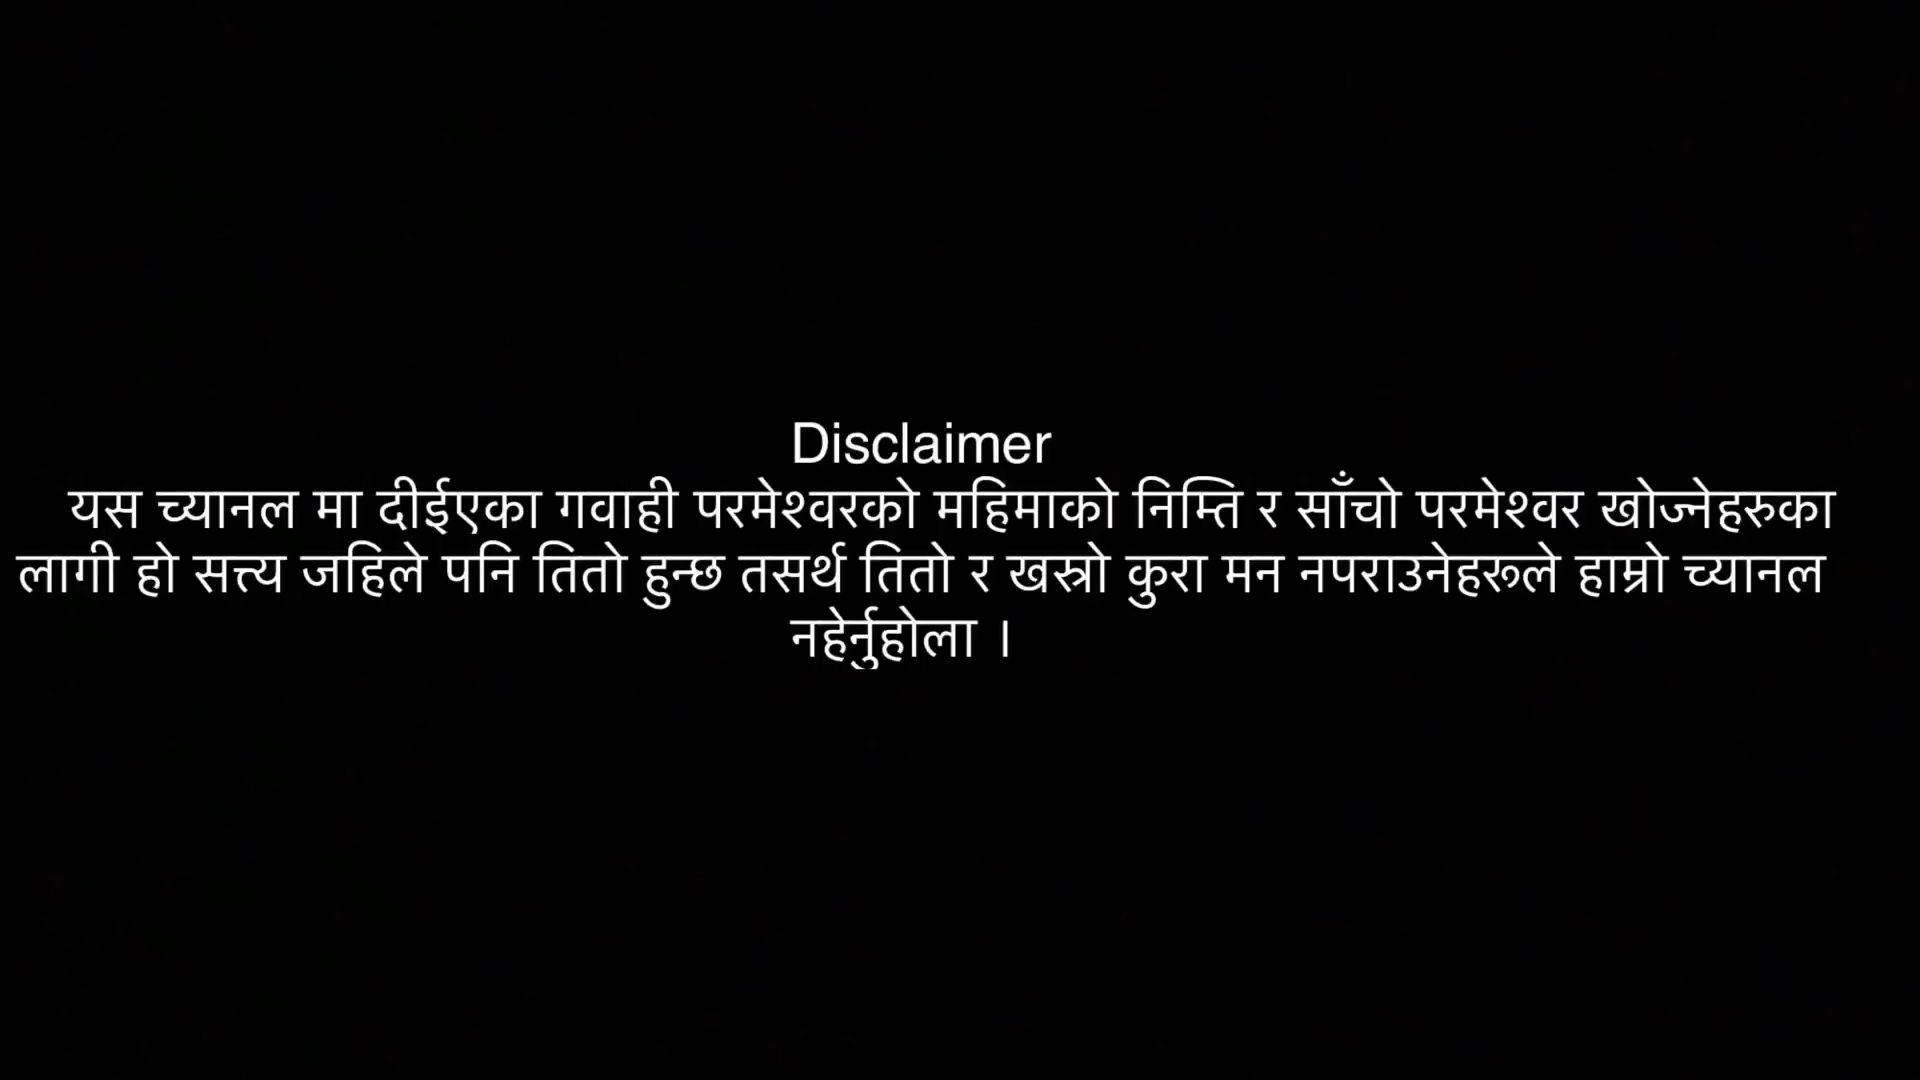 Disclaimer
यस च्यानल मा दीईएका गवाही परमेश्वरको महिमाको निम्ति र साँचो परमेश्वर खोज्नेहरुका
लागी हो सत्त्य जहिले पनि तितो हुन्छ तसर्थ तितो र खस्रो कुरा मन नपराउनेहरूले हाम्रो च्यानल
नहेर्नुहोला ।